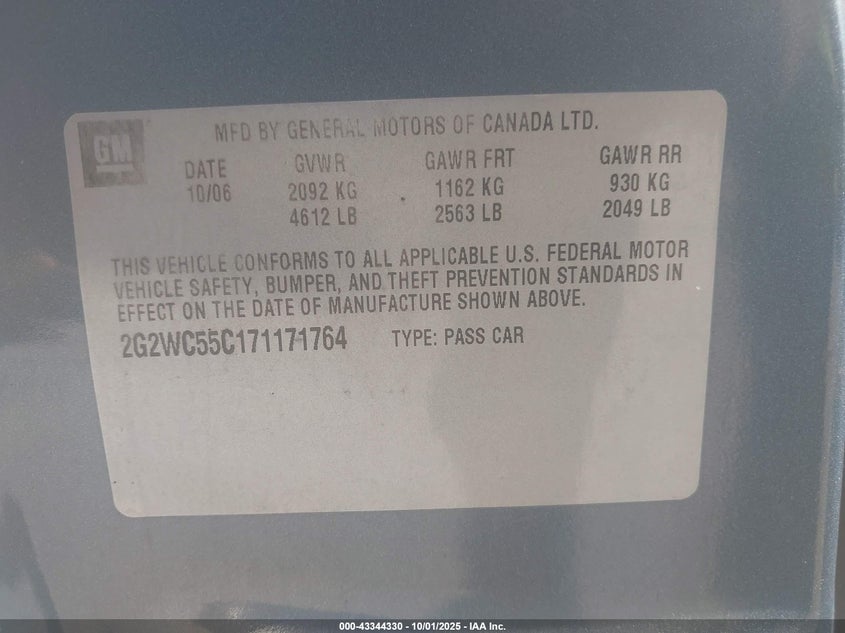 GM
MFD BY GENERAL MOTORS OF CANADA LTD.
DATE GVWR GAWR FRT GAWR RR
10/06 2092 KG 1162 KG 930 KG
4612 LB 2563 LB 2049 LB
THIS VEHICLE CONFORMS TO ALL APPLICABLE U.S. FEDERAL MOTOR
VEHICLE SAFETY, BUMPER, AND THEFT PREVENTION STANDARDS IN
EFFECT ON THE DATE OF MANUFACTURE SHOWN ABOVE.
2G2WC55C171171764 TYPE: PASS CAR
000-43344330 - 10/01/2025 - IAA Inc.